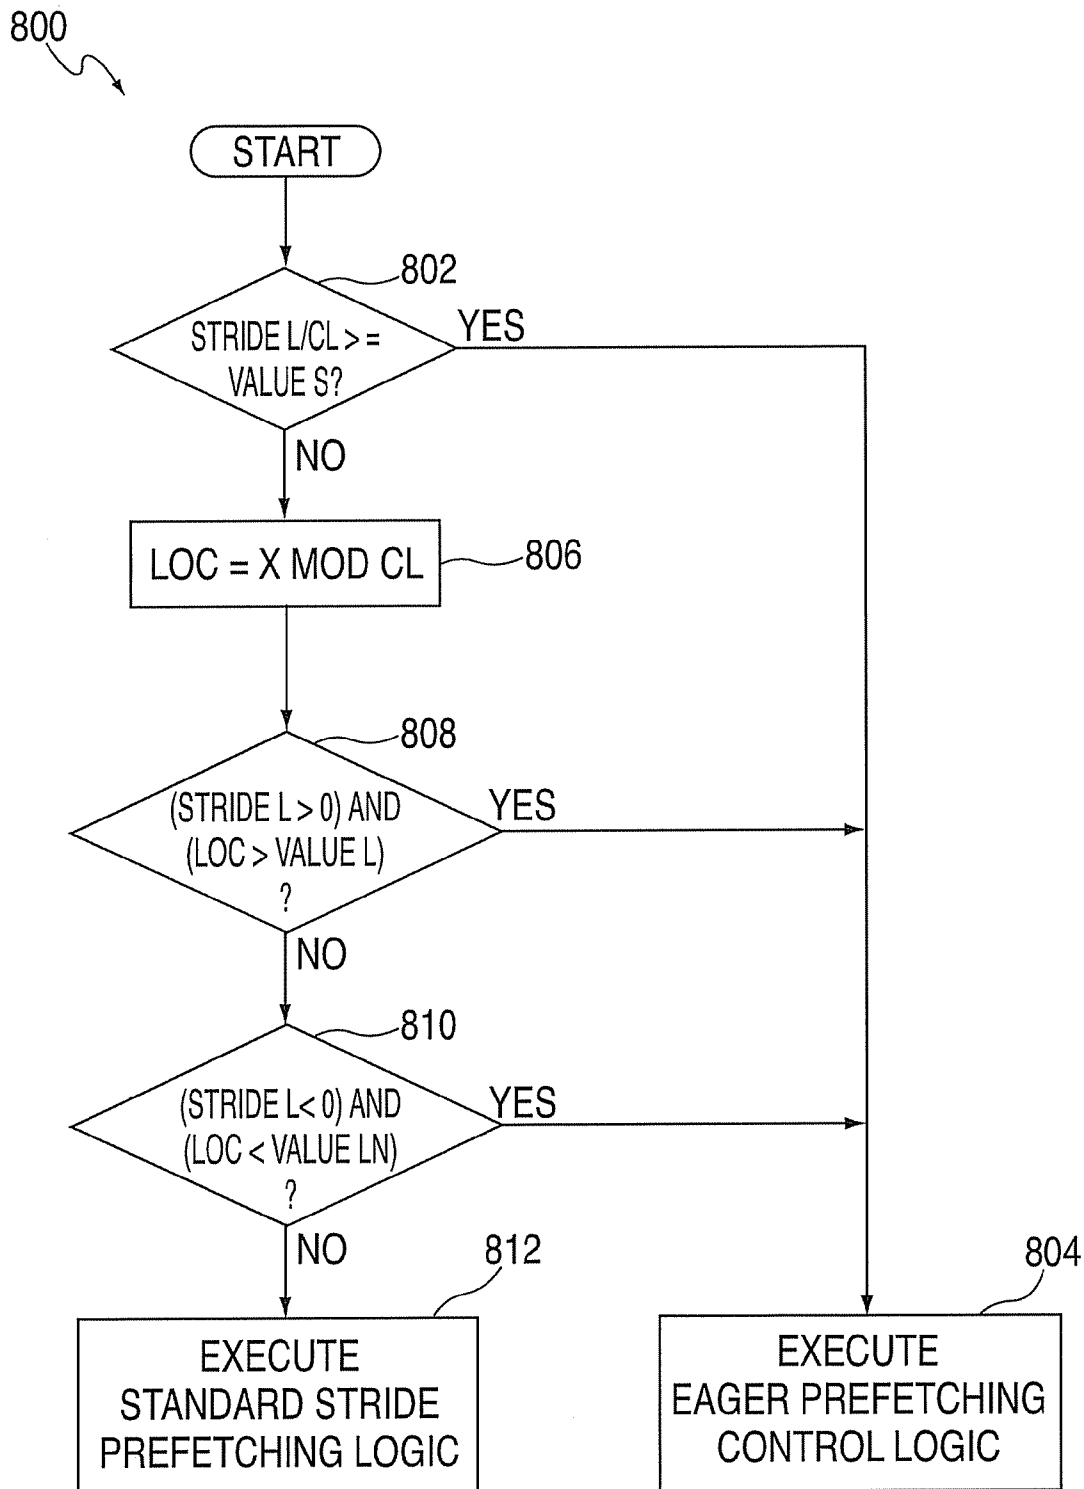 800
START
802
STRIDE L/CL > =
VALUE S?
YES
NO
LOC = X MOD CL
806
808
(STRIDE L > 0) AND
(LOC > VALUE L)
?
YES
NO
810
(STRIDE L< 0) AND
(LOC < VALUE LN)
?
YES
NO
812
804
EXECUTE
STANDARD STRIDE
PREFETCHING LOGIC
EXECUTE
EAGER PREFETCHING
CONTROL LOGIC